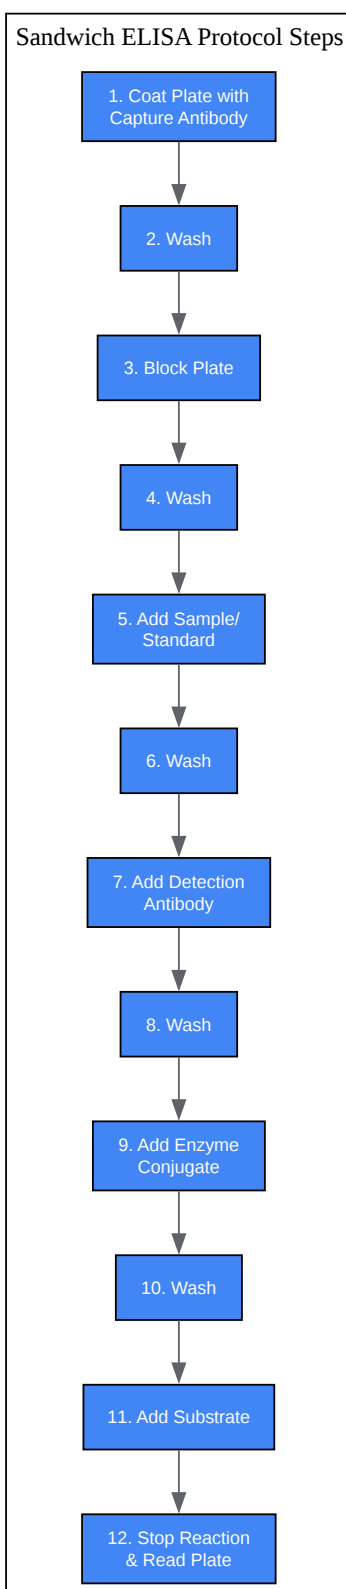 Sandwich ELISA Protocol Steps
1. Coat Plate with
Capture Antibody
2. Wash
3. Block Plate
4. Wash
5. Add Sample/
Standard
6. Wash
7. Add Detection
Antibody
8. Wash
9. Add Enzyme
Conjugate
10. Wash
11. Add Substrate
12. Stop Reaction
& Read Plate